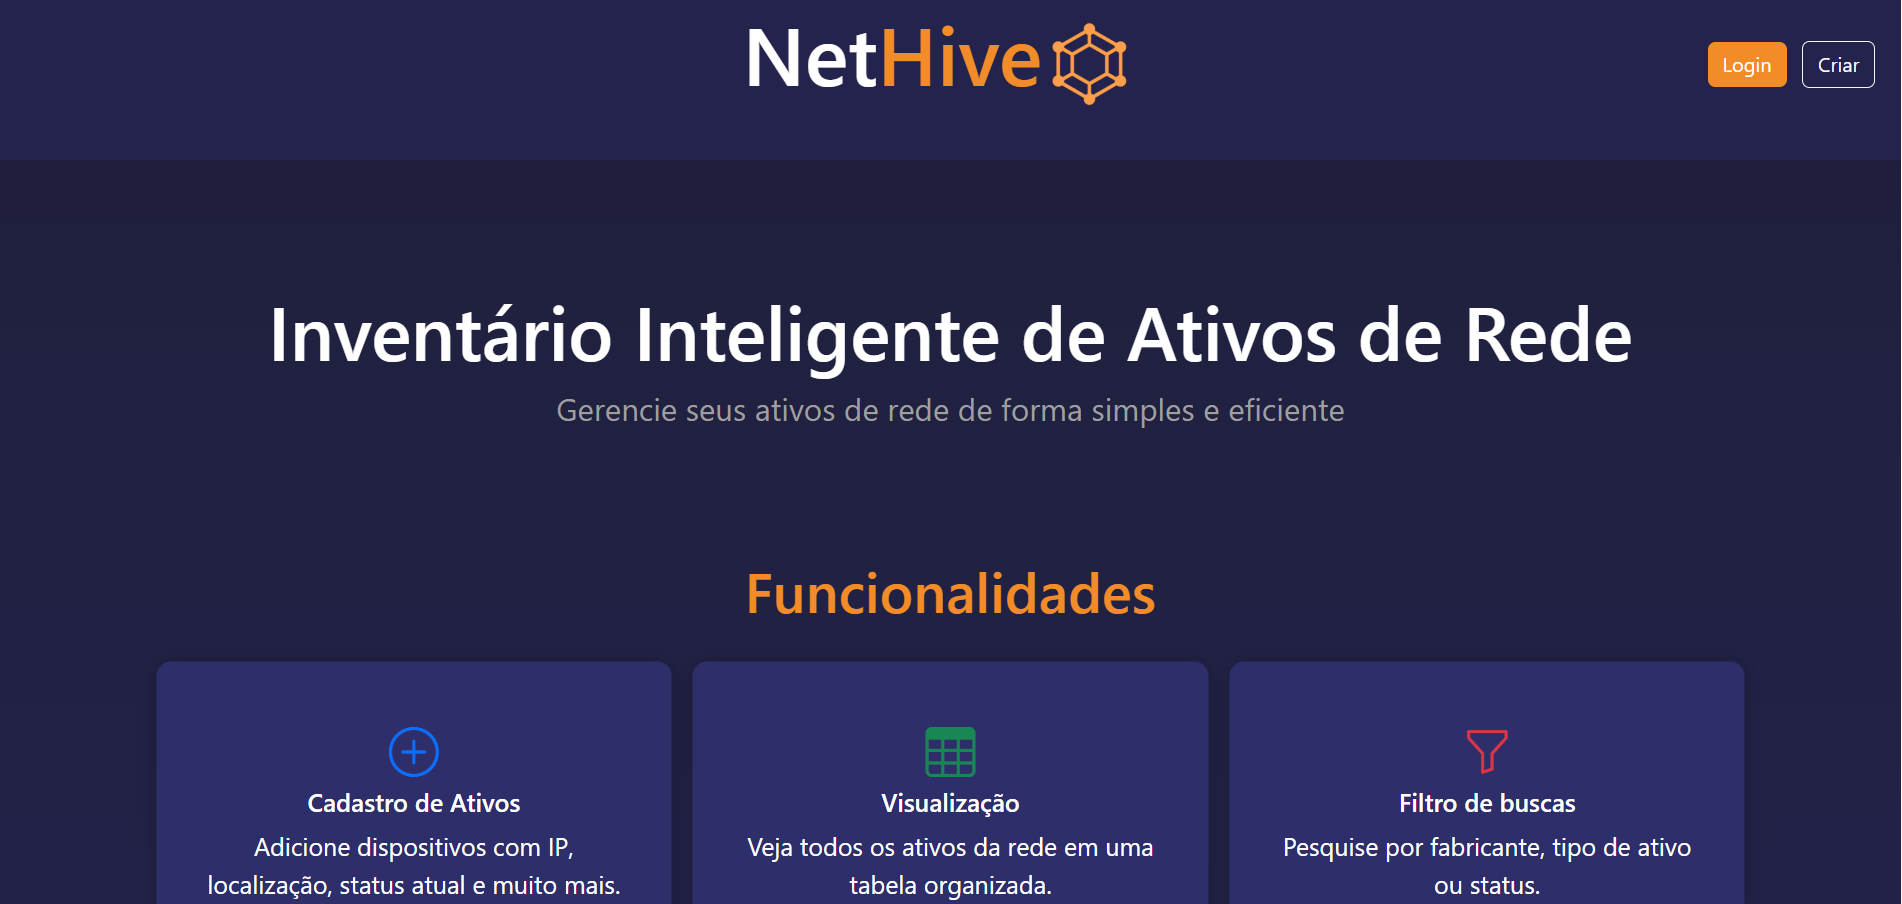 NetHive
Login
Criar
Inventário Inteligente de Ativos de Rede
Gerencie seus ativos de rede de forma simples e eficiente
Funcionalidades
Cadastro de Ativos
Adicione dispositivos com IP,
localização, status atual e muito mais.
Visualização
Veja todos os ativos da rede em uma
tabela organizada.
Filtro de buscas
Pesquise por fabricante, tipo de ativo
ou status.